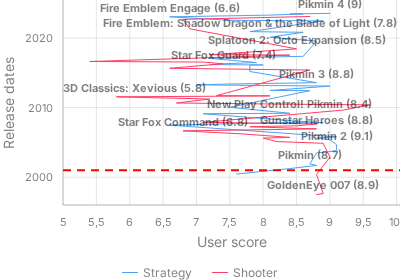 Pikmin 4 (9)
Fire Emblem Engage (6.6)
Fire Emblem: Shadow Dragon & the Blade of Light (7.8)
2020
Splatoon 2: Octo Expansion (8.5)
Star Fox Guard (7.4)
Pikmin 3 (8.8)
3D Classics: Xevious (5.8)
New Play Control! Pikmin (8.4)
2010
Star Fox Command (6.8)
Gunstar Heroes (8.8)
Pikmin 2 (9.1)
Pikmin (8.7)
2000
GoldenEye 007 (8.9)
Release dates
5 5,5 6 6,5 7 7,5 8 8,5 9 9,5 10
User score
Strategy Shooter